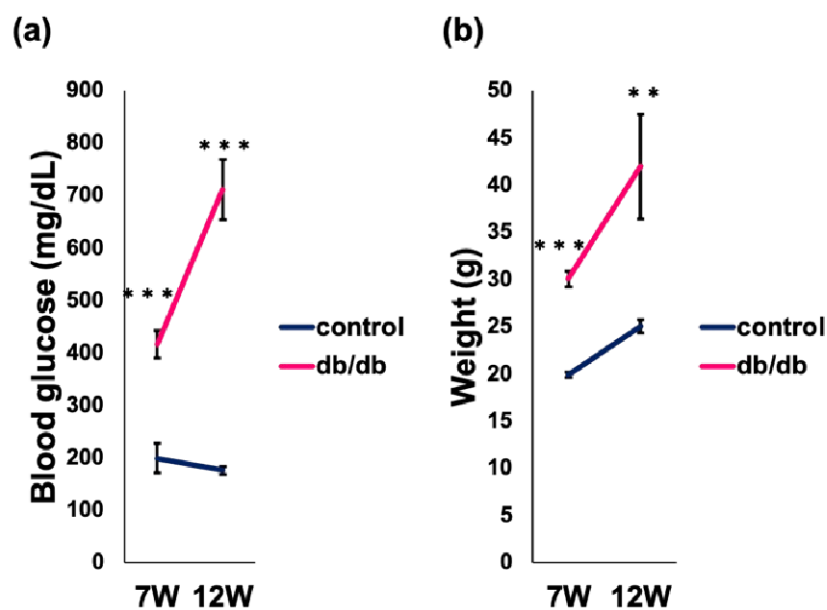 (a)
Blood glucose (mg/dL)
900
800
700
600
500
400
300
200
100
0
***
***
7W 12W
control
db/db
(b)
Weight (g)
50
45
40
35
30
25
20
15
10
5
0
**
***
7W 12W
control
db/db